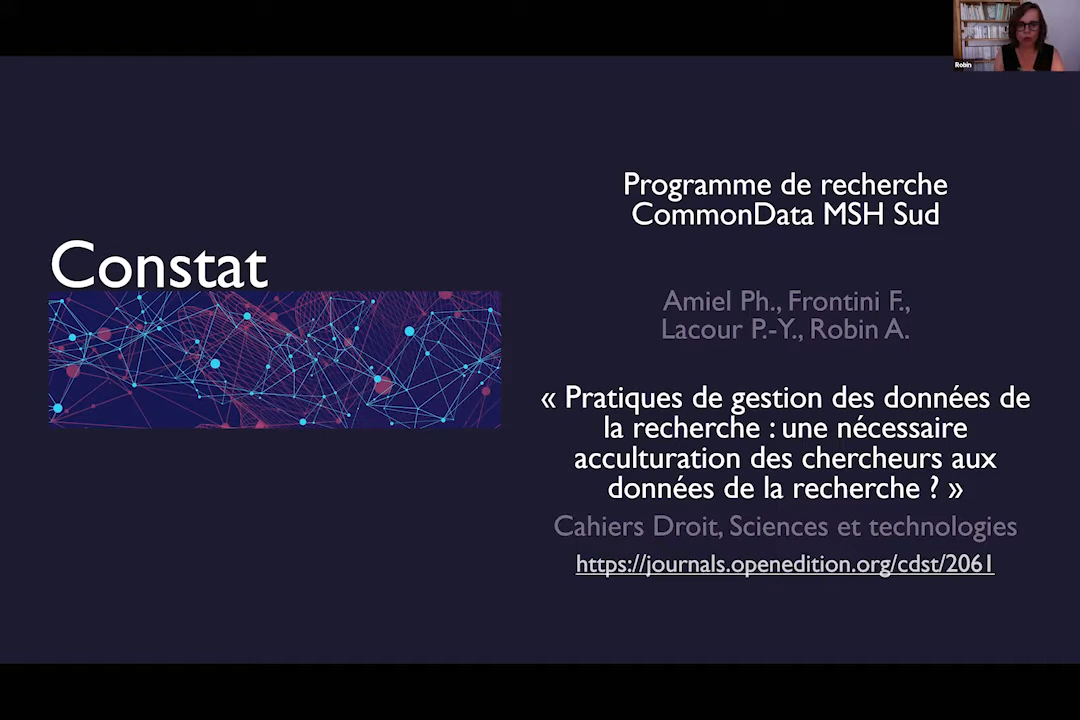 Robin
Programme de recherche
CommonData MSH Sud
Constat
Amiel Ph., Frontini F.,
Lacour P.-Y., Robin A.
« Pratiques de gestion des données de
la recherche : une nécessaire
acculturation des chercheurs aux
données de la recherche ? »
Cahiers Droit, Sciences et technologies
https://journals.openedition.org/cdst/2061